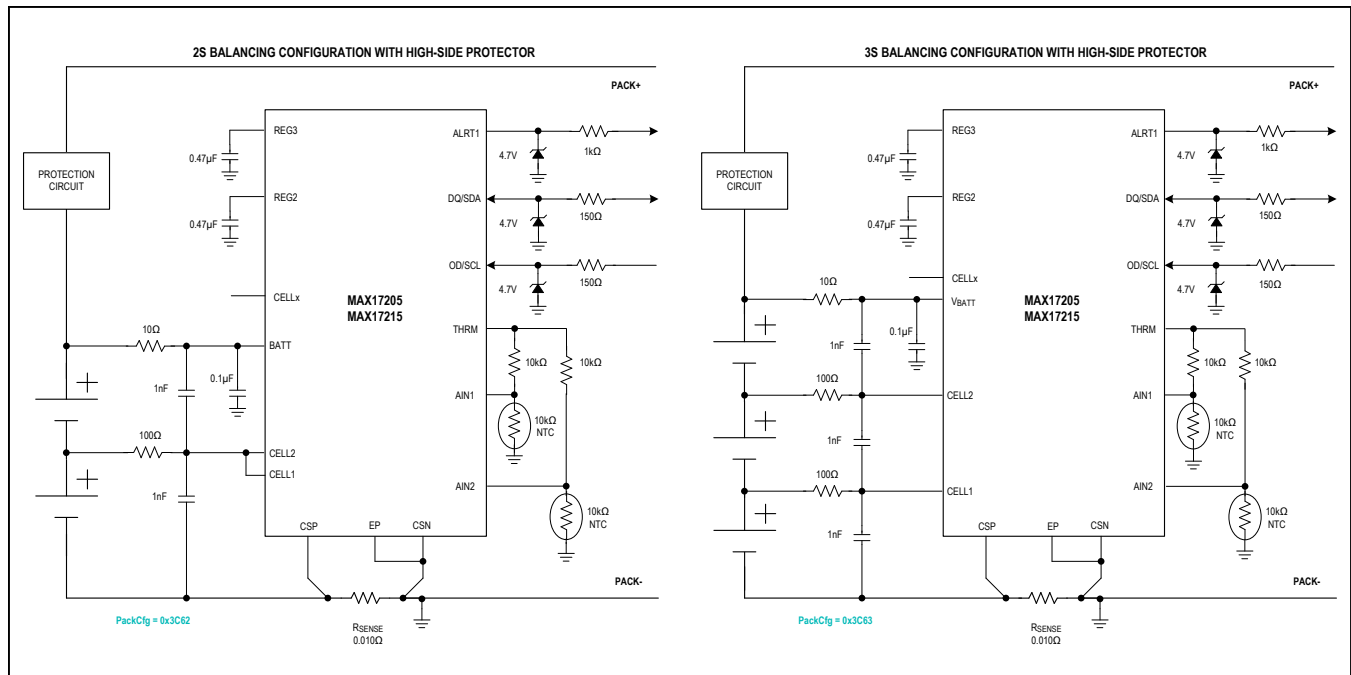 2S BALANCING CONFIGURATION WITH HIGH-SIDE PROTECTOR
PACK+
REG3
ALRT1
0.47µF
4.7V
1kΩ
PROTECTION
CIRCUIT
REG2
DQ/SDA
0.47µF
4.7V
150Ω
OD/SCL
CELLx
4.7V
150Ω
MAX17205
MAX17215
10Ω
THRM
BATT
10kΩ
10kΩ
+
1nF
0.1µF
AIN1
10kΩ
NTC
100Ω
CELL2
+
CELL1
1nF
AIN2
10kΩ
NTC
CSP
EP
CSN
PACK-
PackCfg = 0x3C62
RSENSE
0.010Ω
3S BALANCING CONFIGURATION WITH HIGH-SIDE PROTECTOR
PACK+
REG3
ALRT1
0.47µF
4.7V
1kΩ
PROTECTION
CIRCUIT
REG2
DQ/SDA
0.47µF
4.7V
150Ω
OD/SCL
CELLx
10Ω
4.7V
150Ω
VBATT
MAX17205
MAX17215
+
0.1µF
THRM
1nF
10kΩ
10kΩ
100Ω
CELL2
AIN1
+
10kΩ
NTC
1nF
100Ω
CELL1
AIN2
+
10kΩ
NTC
1nF
CSP
EP
CSN
PACK-
PackCfg = 0x3C63
RSENSE
0.010Ω